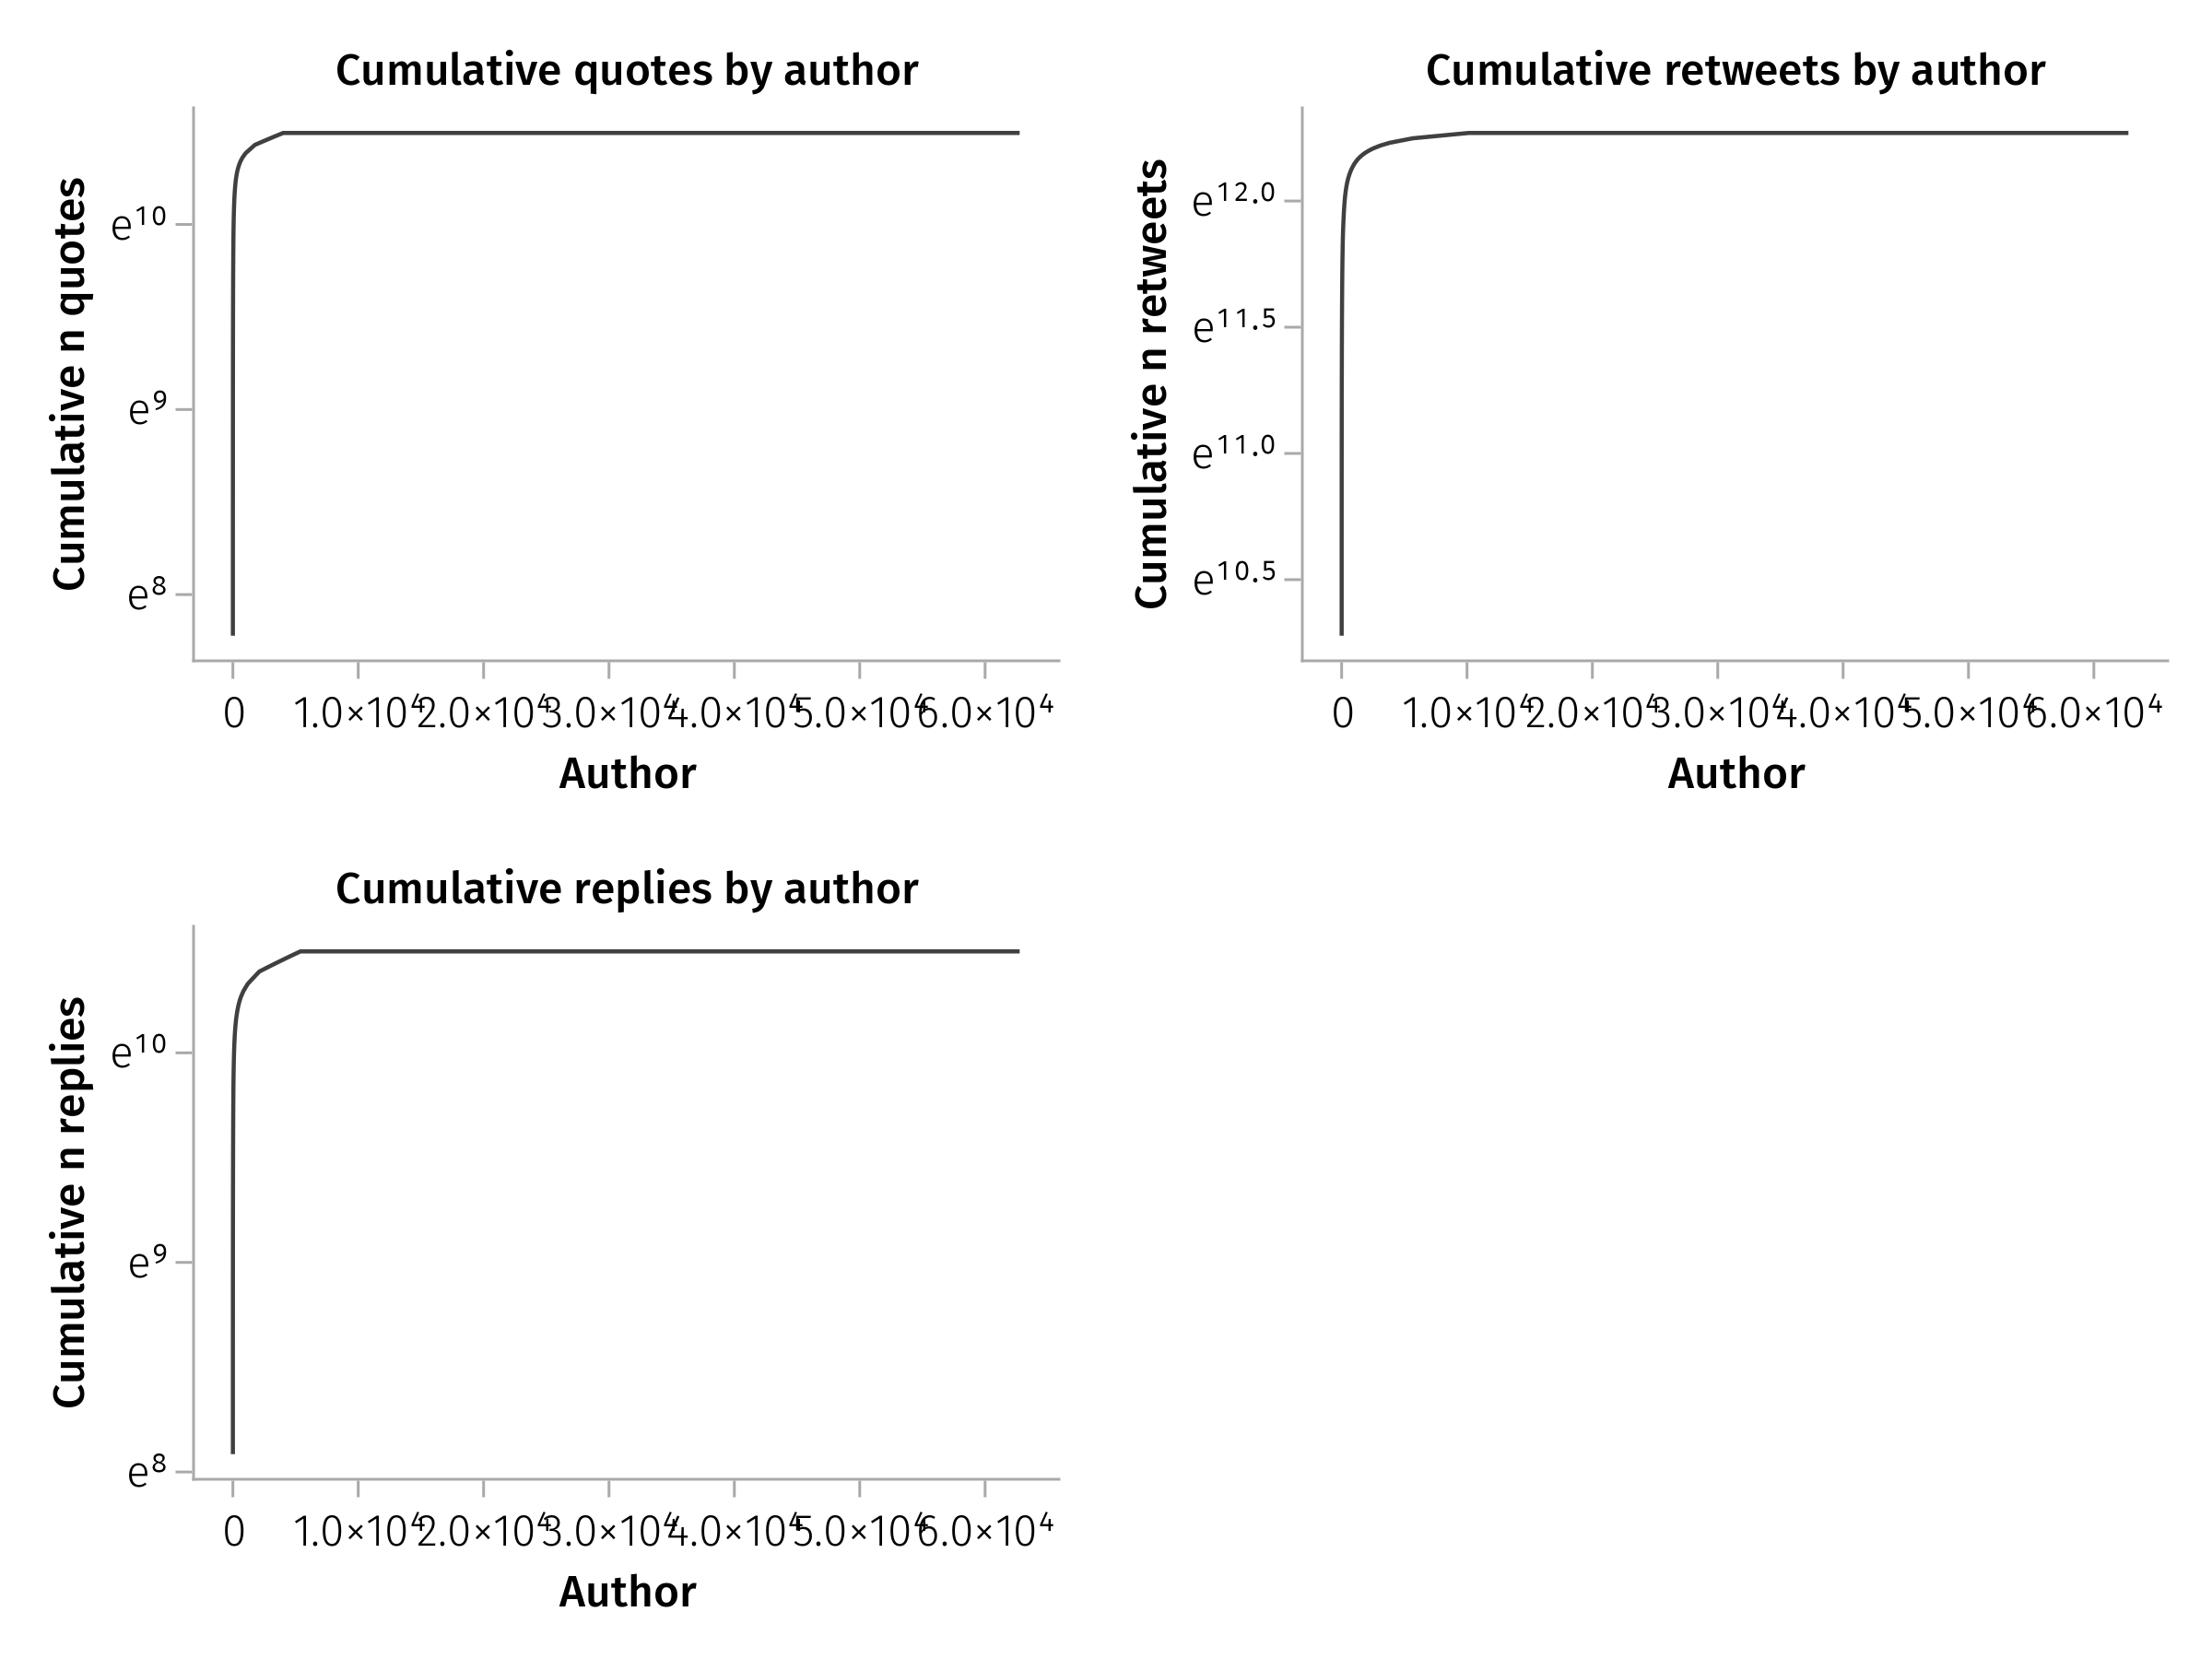 Cumulative quotes by author
Cumulative n quotes
e¹⁰
e⁹
e⁸
0 1.0×10⁴ 2.0×10⁴ 3.0×10⁴ 4.0×10⁴ 5.0×10⁴ 6.0×10⁴
Author
Cumulative retweets by author
Cumulative n retweets
e¹²·⁰
e¹¹·⁵
e¹¹·⁰
e¹⁰·⁵
0 1.0×10⁴ 2.0×10⁴ 3.0×10⁴ 4.0×10⁴ 5.0×10⁴ 6.0×10⁴
Author
Cumulative replies by author
Cumulative n replies
e¹⁰
e⁹
e⁸
0 1.0×10⁴ 2.0×10⁴ 3.0×10⁴ 4.0×10⁴ 5.0×10⁴ 6.0×10⁴
Author